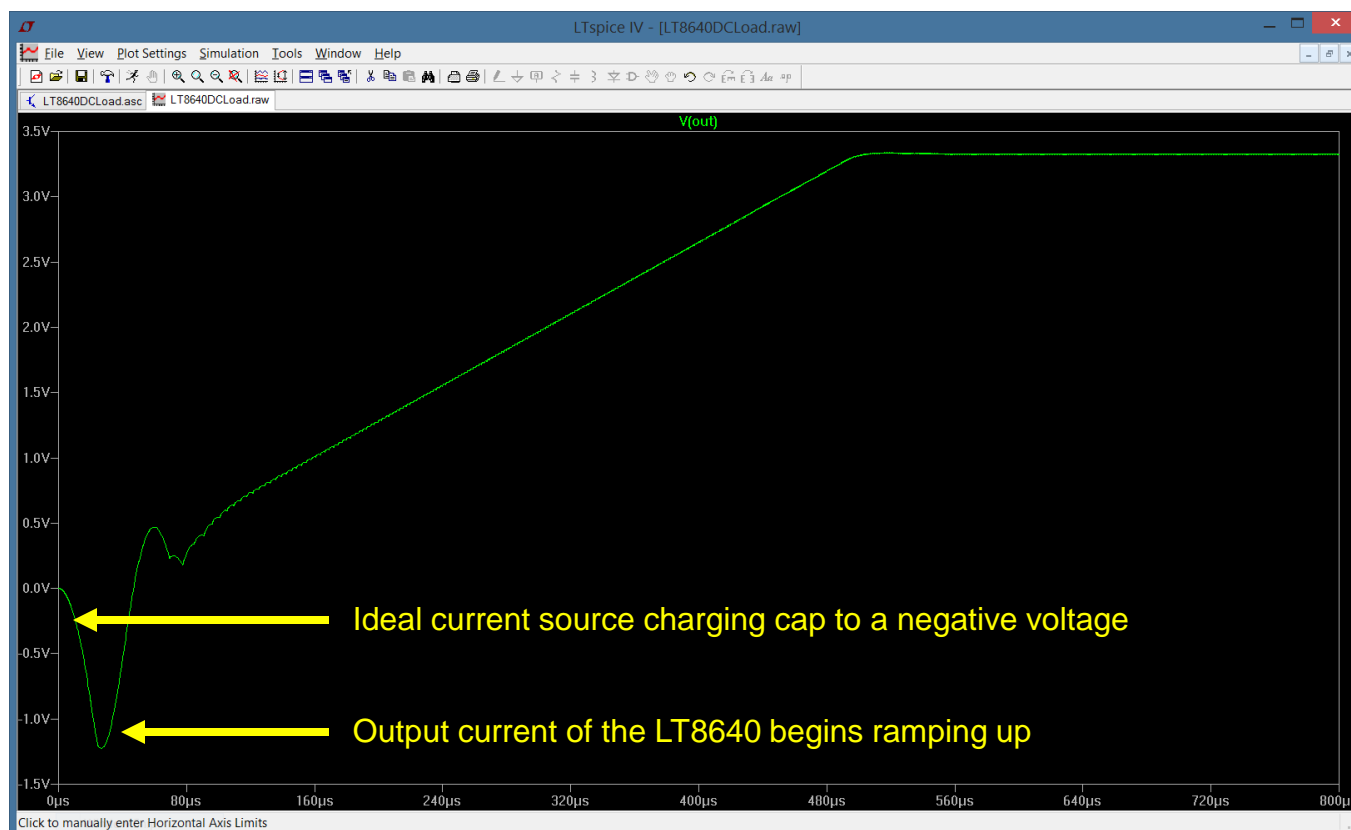 LTspice IV - [LT8640DCLoad.raw]
File View Plot Settings Simulation Tools Window Help
LT8640DCLoad.asc LT8640DCLoad.raw
V(out)
3.5V
3.0V
2.5V
2.0V
1.5V
1.0V
0.5V
0.0V
Ideal current source charging cap to a negative voltage
-0.5V
-1.0V
Output current of the LT8640 begins ramping up
-1.5V
0µs 80µs 160µs 240µs 320µs 400µs 480µs 560µs 640µs 720µs 800µ
Click to manually enter Horizontal Axis Limits